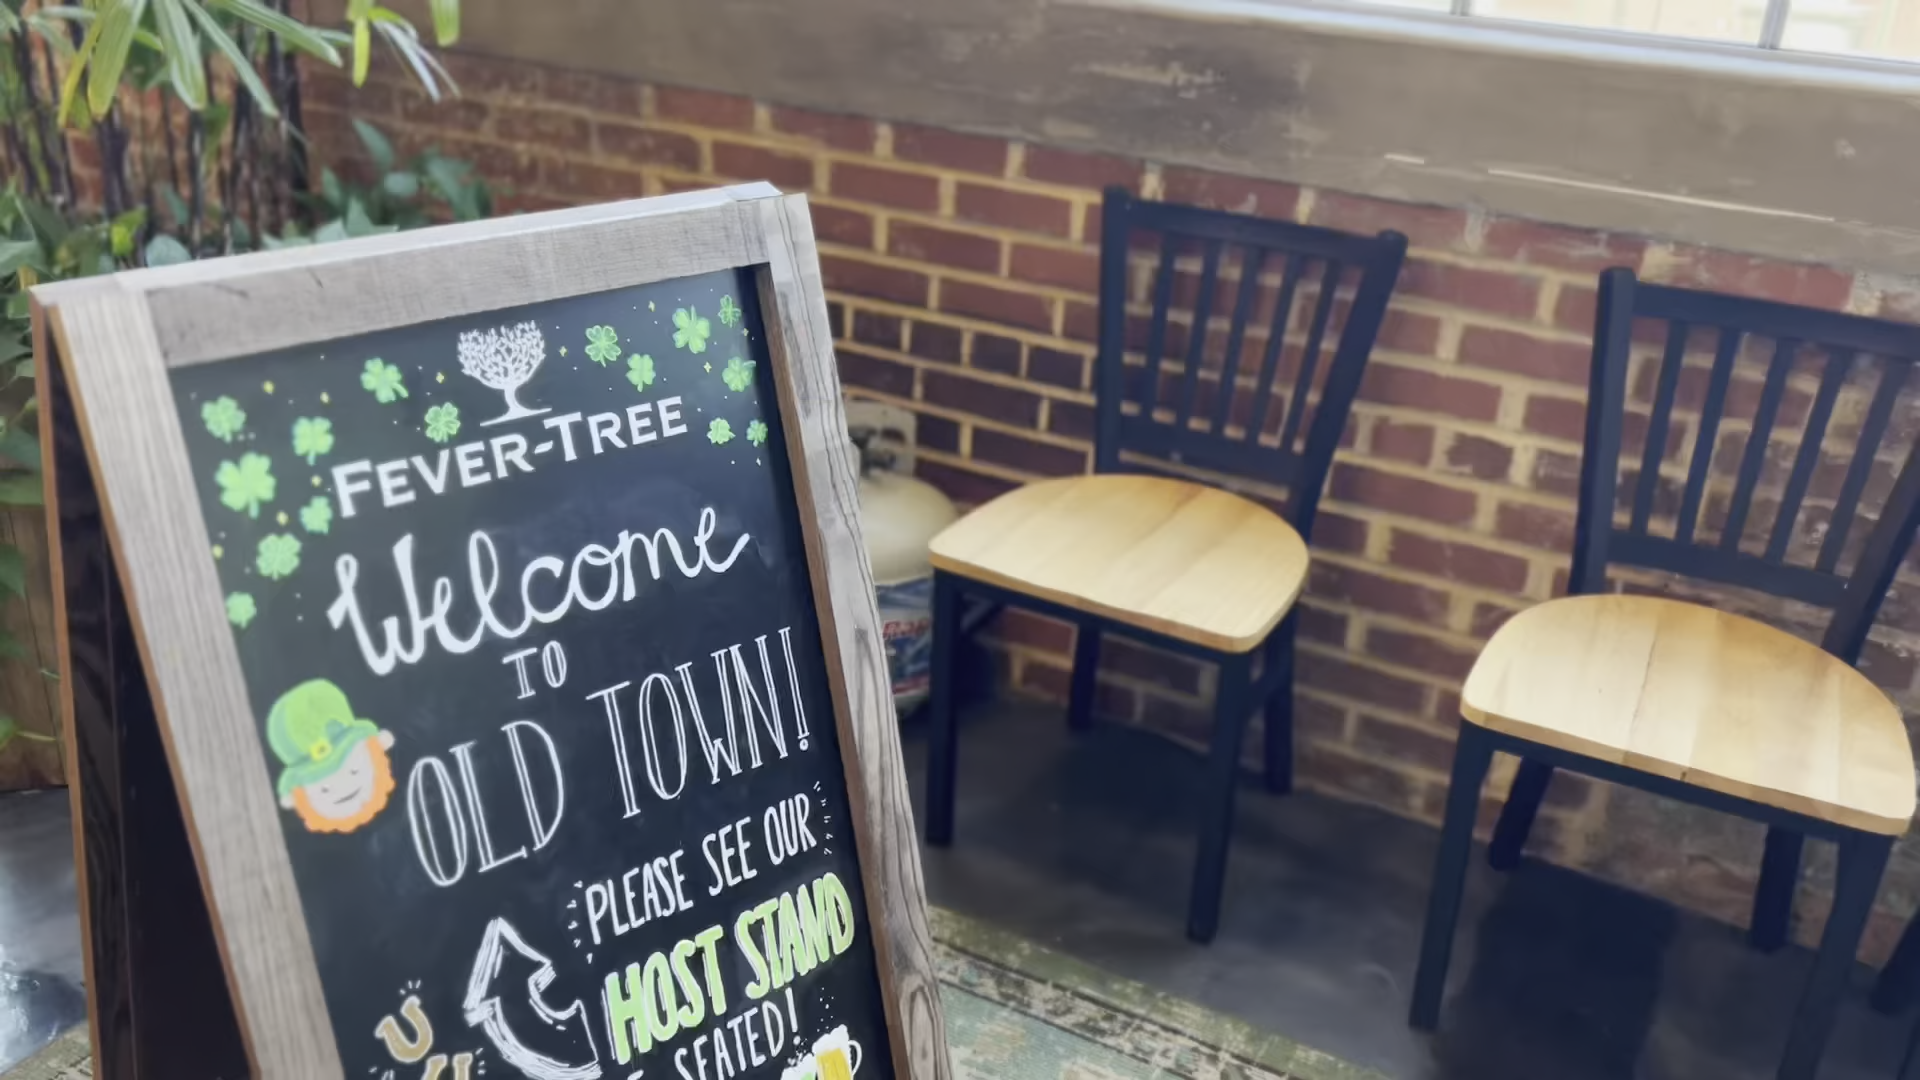 FEVER-TREE
Welcome
TO
OLD TOWN!
PLEASE SEE OUR
HOST STAND
SEATED!